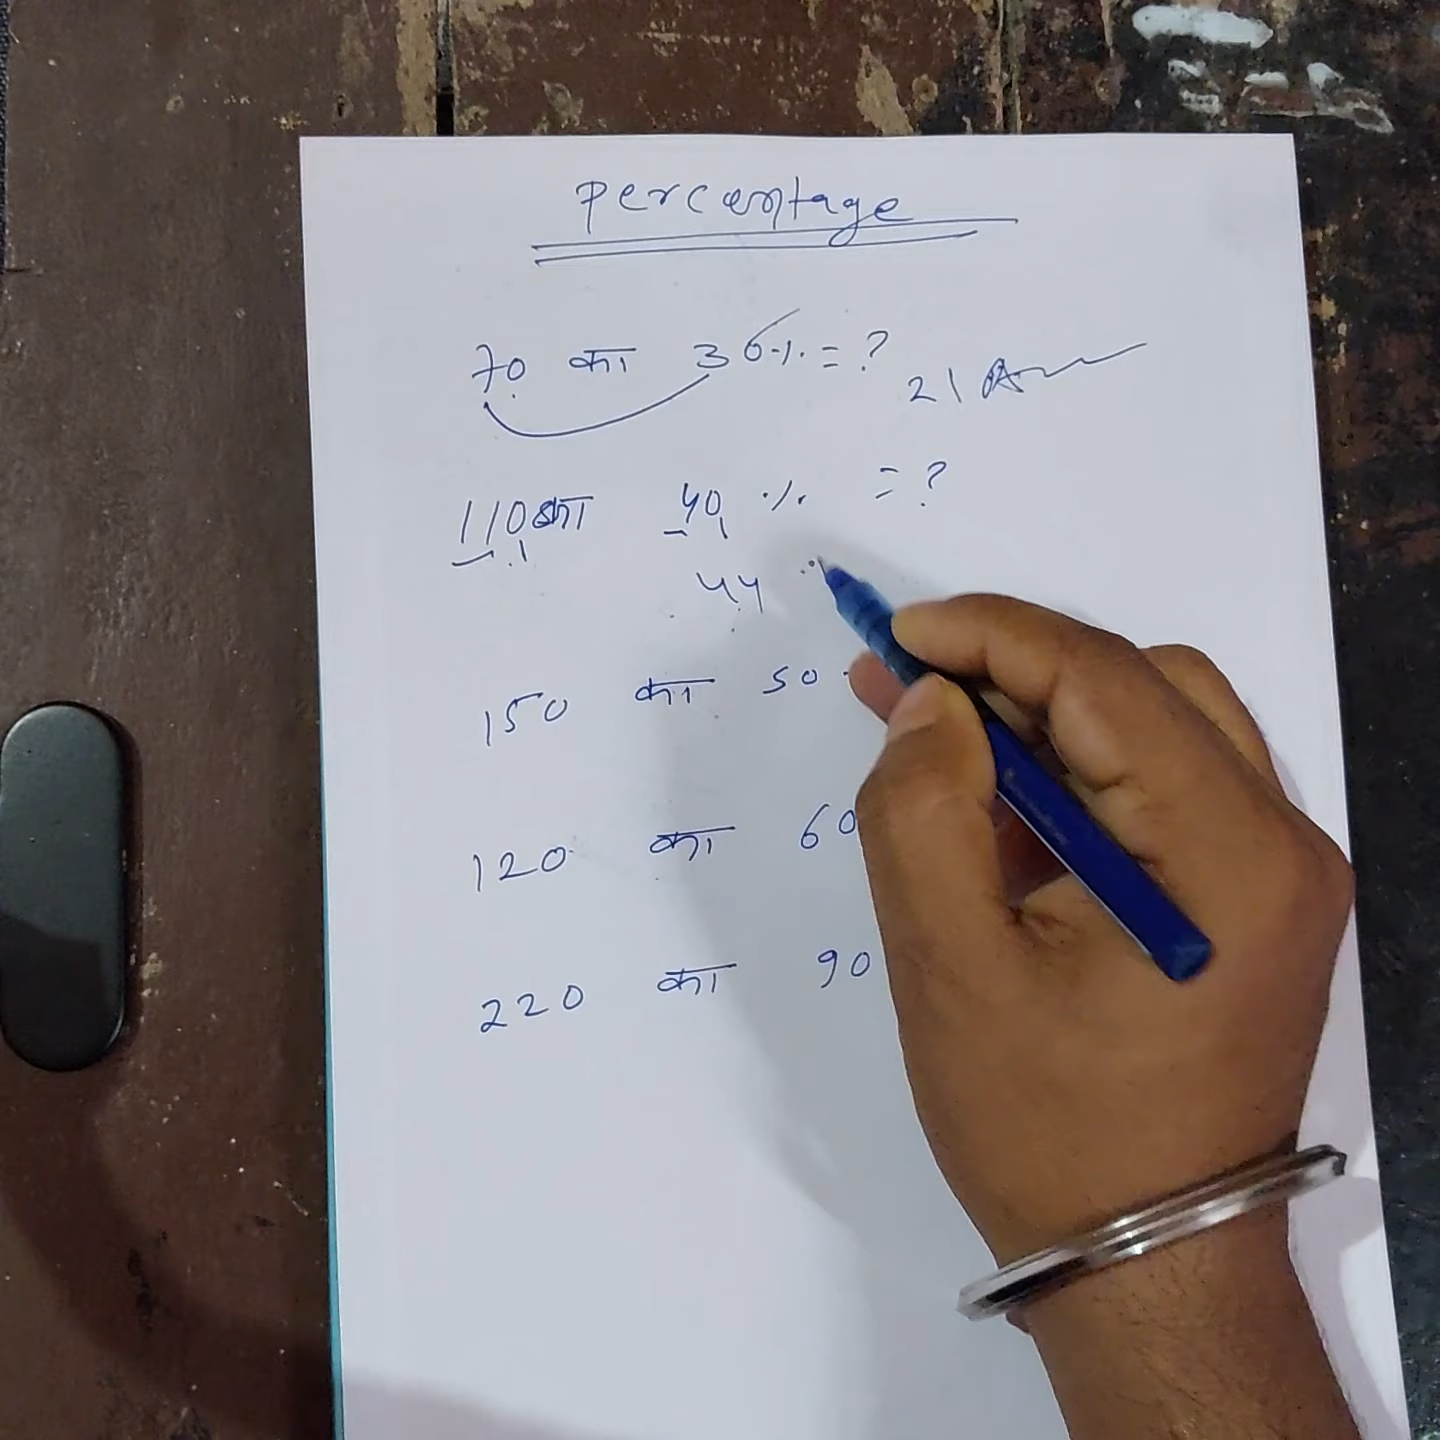 Percentage
70 का 30% = ?
21 Ans
110 का 40 % = ?
44
150 का 50
120 का 60
220 का 90